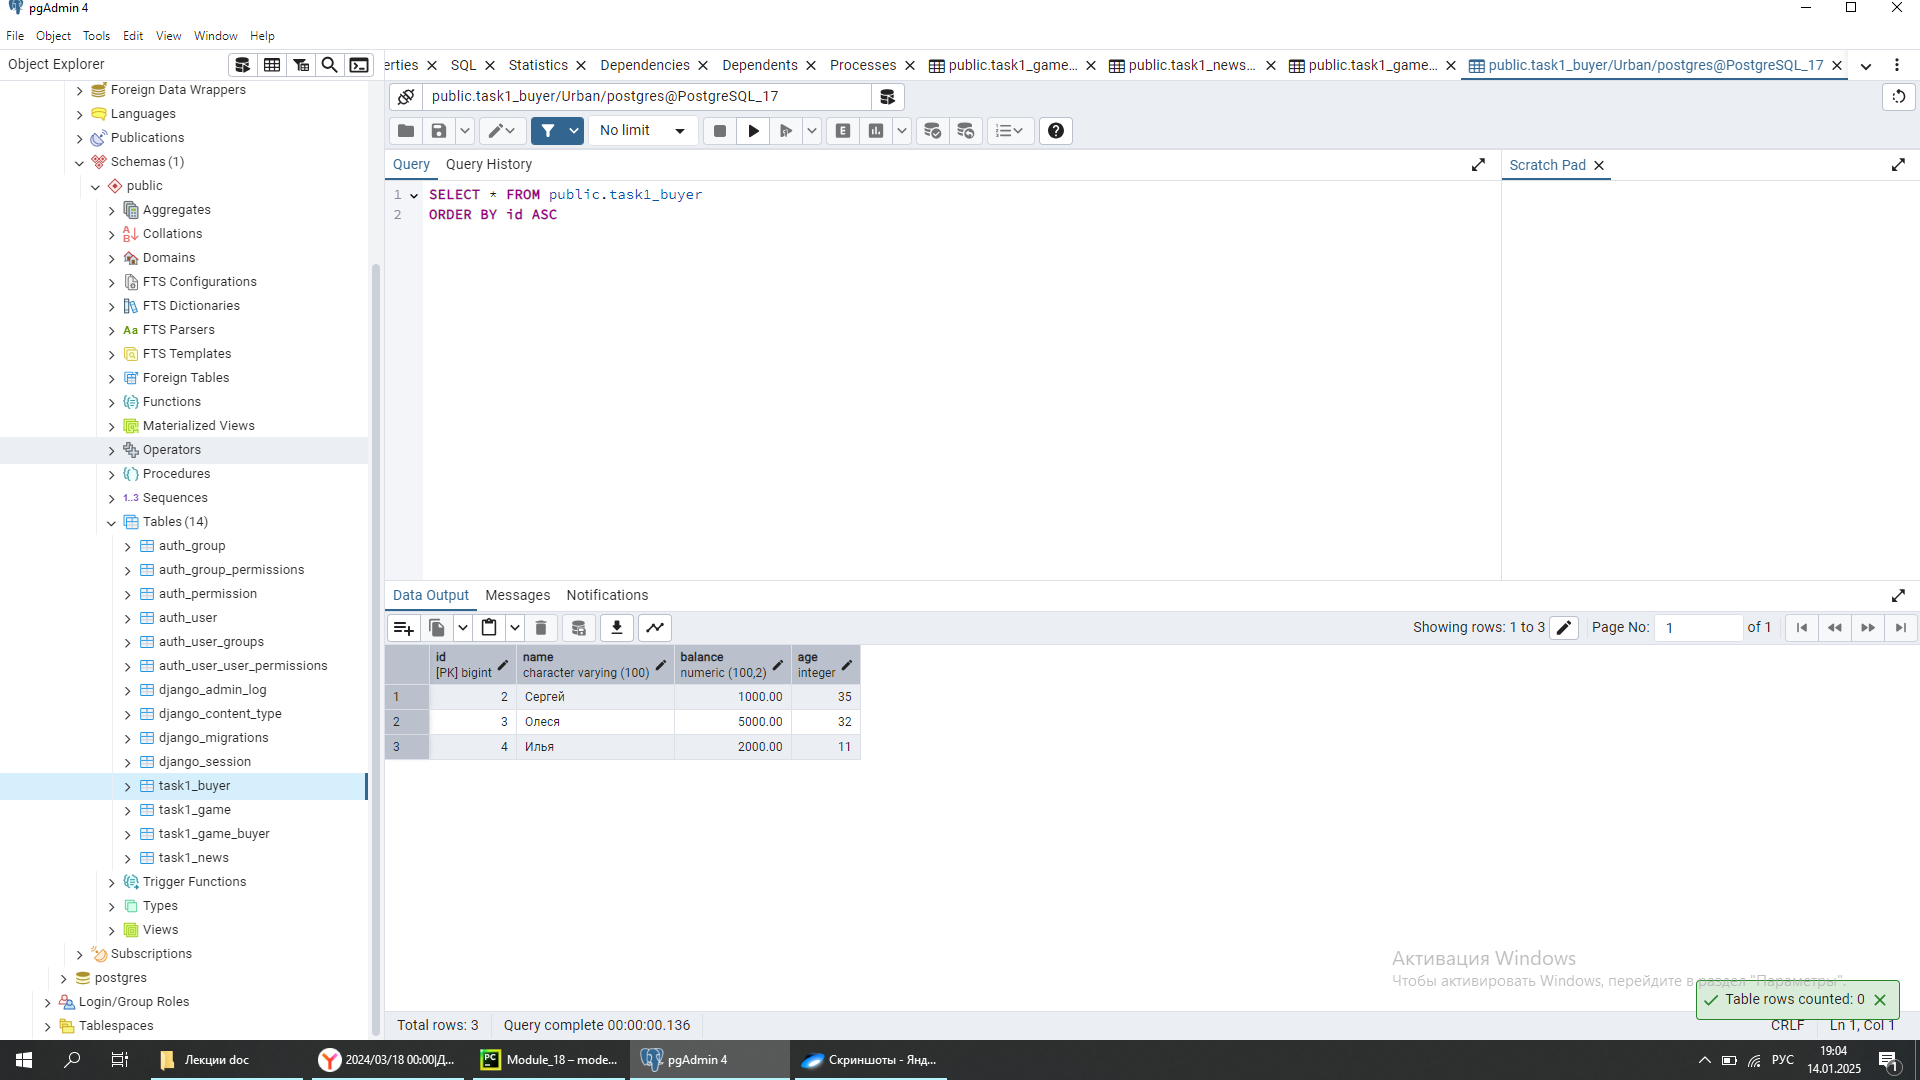 pgAdmin 4
File Object Tools Edit View Window Help
Object Explorer
erties SQL Statistics Dependencies Dependents Processes public.task1_game... public.task1_news... public.task1_game... public.task1_buyer/Urban/postgres@PostgreSQL_17
public.task1_buyer/Urban/postgres@PostgreSQL_17
No limit
E
Query Query History
Scratch Pad
1 SELECT * FROM public.task1_buyer
2 ORDER BY id ASC
Foreign Data Wrappers
Languages
Publications
Schemas (1)
public
Aggregates
Collations
Domains
FTS Configurations
FTS Dictionaries
Aa FTS Parsers
FTS Templates
Foreign Tables
Functions
Materialized Views
Operators
Procedures
1..3 Sequences
Tables (14)
auth_group
auth_group_permissions
auth_permission
auth_user
auth_user_groups
auth_user_user_permissions
django_admin_log
django_content_type
django_migrations
django_session
task1_buyer
task1_game
task1_game_buyer
task1_news
Trigger Functions
Types
Views
Subscriptions
postgres
Login/Group Roles
Tablespaces
Data Output Messages Notifications
Showing rows: 1 to 3 Page No: 1 of 1
id name balance age
[PK] bigint character varying (100) numeric (100,2) integer
1 2 Сергей 1000.00 35
2 3 Олеся 5000.00 32
3 4 Илья 2000.00 11
Активация Windows
Чтобы активировать Windows, перейдите в раздел "Параметры".
Table rows counted: 0
Total rows: 3 Query complete 00:00:00.136 CRLF Ln 1, Col 1
Лекции doc 2024/03/18 00:00|Д... Module_18 – mode... pgAdmin 4 Скриншоты - Янд... РУС 19:04
14.01.2025
1